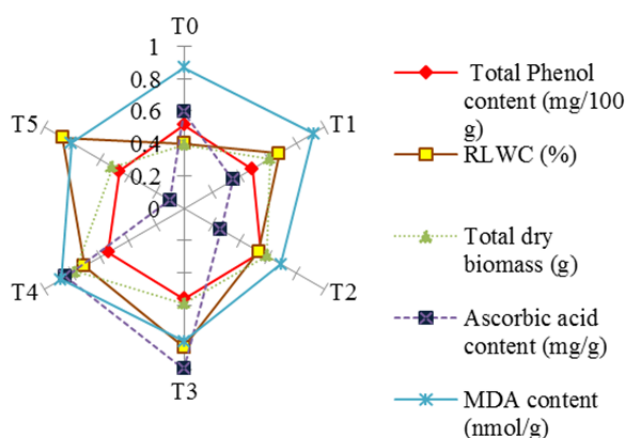 T0
1
0.8
0.6
0.4
0.2
0
T1
T2
T3
T4
T5
Total Phenol
content (mg/100
g)
RLWC (%)
Total dry
biomass (g)
Ascorbic acid
content (mg/g)
MDA content
(nmol/g)